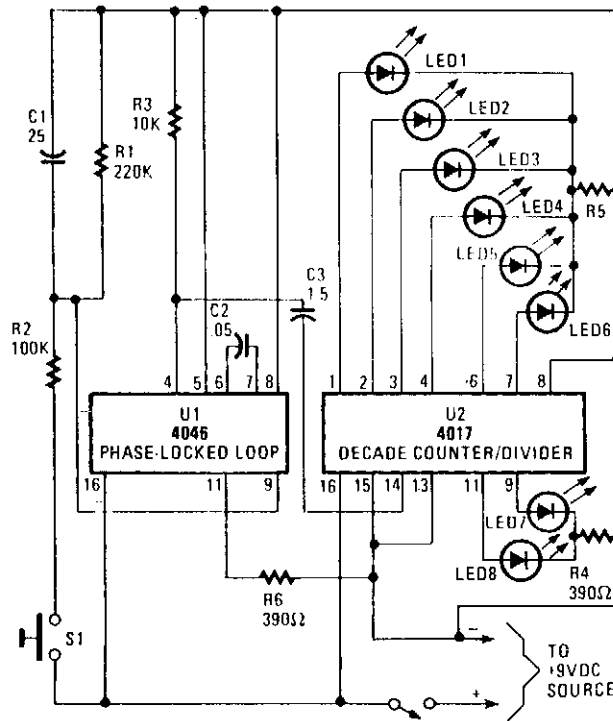 LED1
LED2
LED3
LED4
LED5
LED6
C1
25
R1
220K
R3
10K
R5
C3
1 5
C2
.05
R2
100K
4 5 6 7 8
U1
4046
PHASE-LOCKED LOOP
16 11 9
1 2 3 4 6 7 8
U2
4017
DECADE COUNTER/DIVIDER
16 15 14 13 11 9
LED7
LED8
R4
390Ω
R6
390Ω
S1
−
+
TO
+9VDC
SOURCE